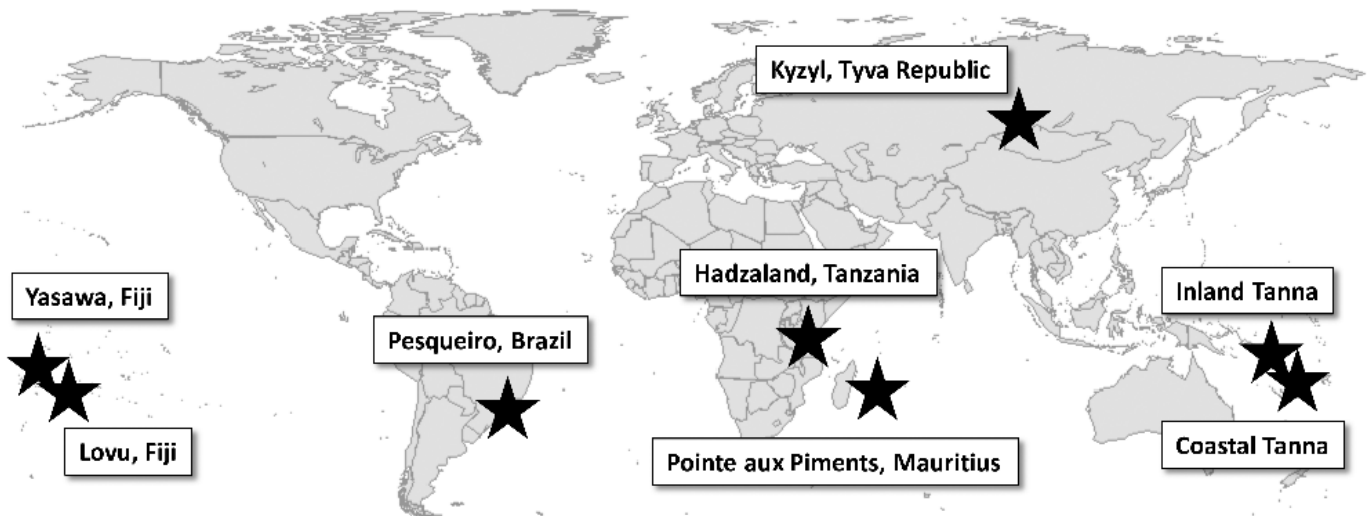 Kyzyl, Tyva Republic
Hadzaland, Tanzania
Yasawa, Fiji
Inland Tanna
Pesqueiro, Brazil
Lovu, Fiji
Coastal Tanna
Pointe aux Piments, Mauritius